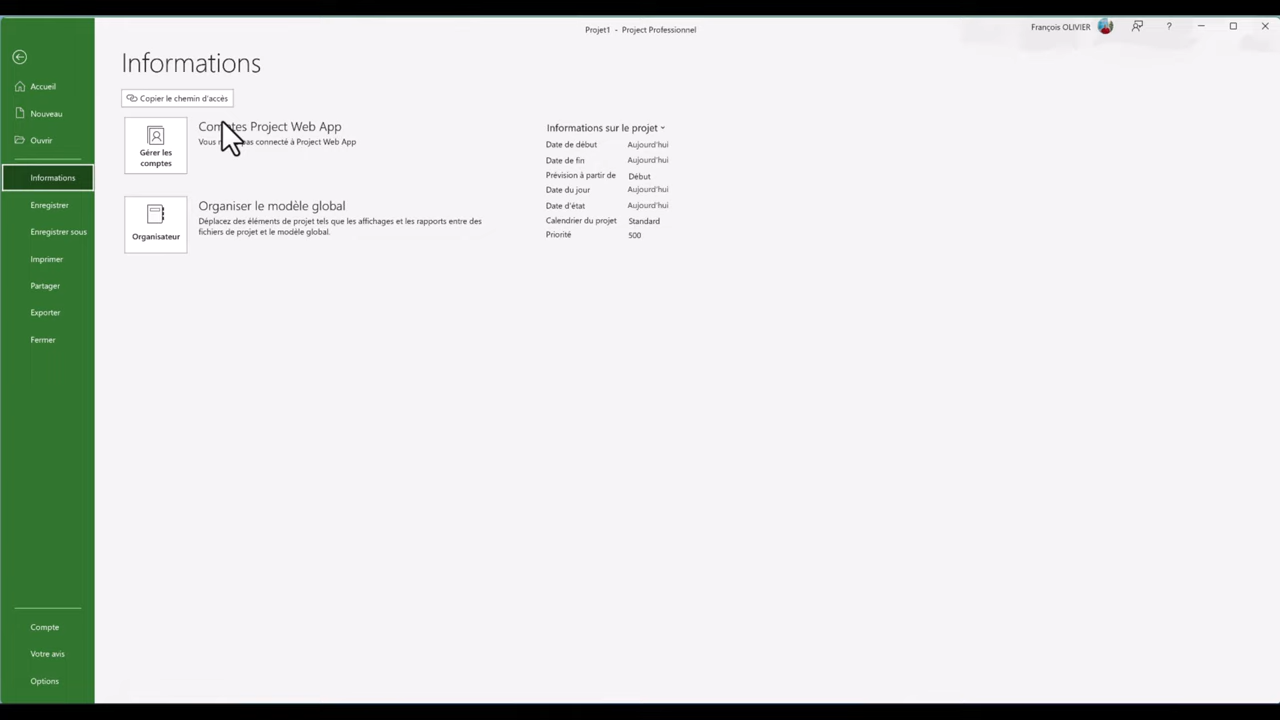 Projet1 - Project Professionnel
François OLIVIER
?
Informations
Accueil
Nouveau
Ouvrir
Informations
Enregistrer
Enregistrer sous
Imprimer
Partager
Exporter
Fermer
Compte
Votre avis
Options
Copier le chemin d'accès
Gérer les
comptes
Project Web App
Vous pas connecté à Project Web App
Organisateur
Organiser le modèle global
Déplacez des éléments de projet tels que les affichages et les rapports entre des
fichiers de projet et le modèle global.
Informations sur le projet
Date de début Aujourd'hui
Date de fin Aujourd'hui
Prévision à partir de Début
Date du jour Aujourd'hui
Date d'état Aujourd'hui
Calendrier du projet Standard
Priorité 500